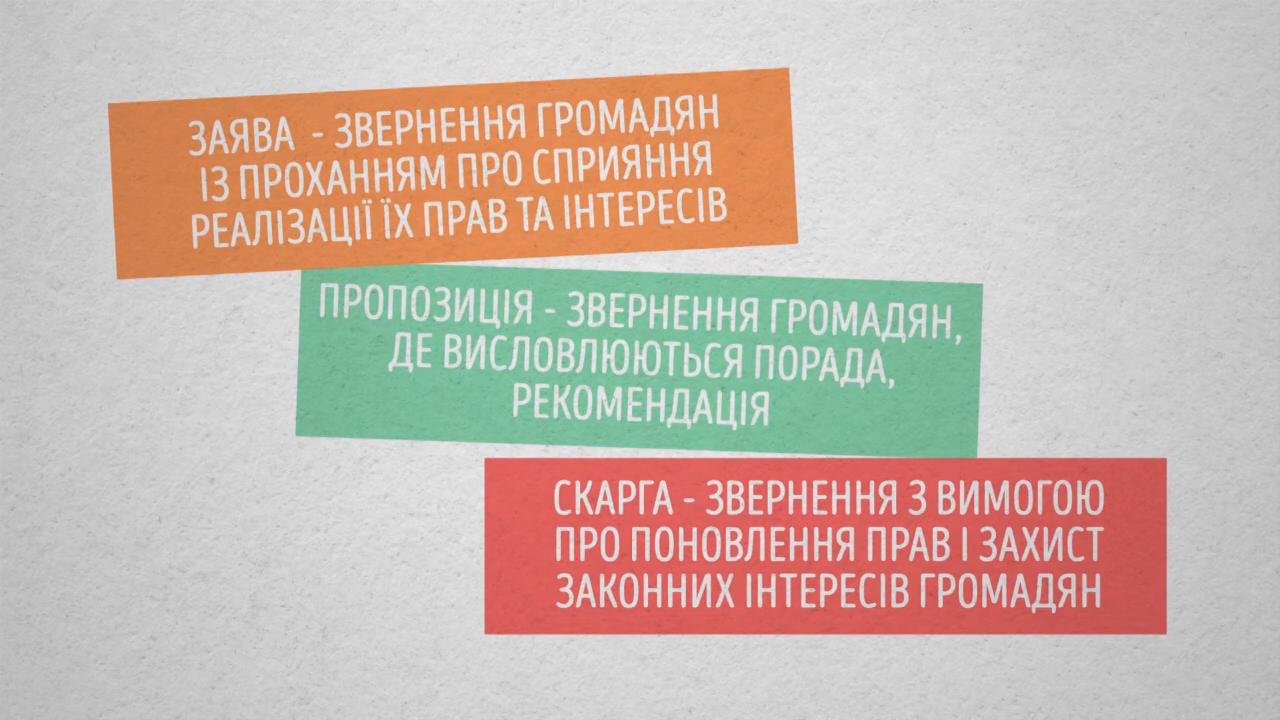 ЗАЯВА - ЗВЕРНЕННЯ ГРОМАДЯН
ІЗ ПРОХАННЯМ ПРО СПРИЯННЯ
РЕАЛІЗАЦІЇ ЇХ ПРАВ ТА ІНТЕРЕСІВ
ПРОПОЗИЦІЯ - ЗВЕРНЕННЯ ГРОМАДЯН,
ДЕ ВИСЛОВЛЮЮТЬСЯ ПОРАДА,
РЕКОМЕНДАЦІЯ
СКАРГА - ЗВЕРНЕННЯ З ВИМОГОЮ
ПРО ПОНОВЛЕННЯ ПРАВ І ЗАХИСТ
ЗАКОННИХ ІНТЕРЕСІВ ГРОМАДЯН